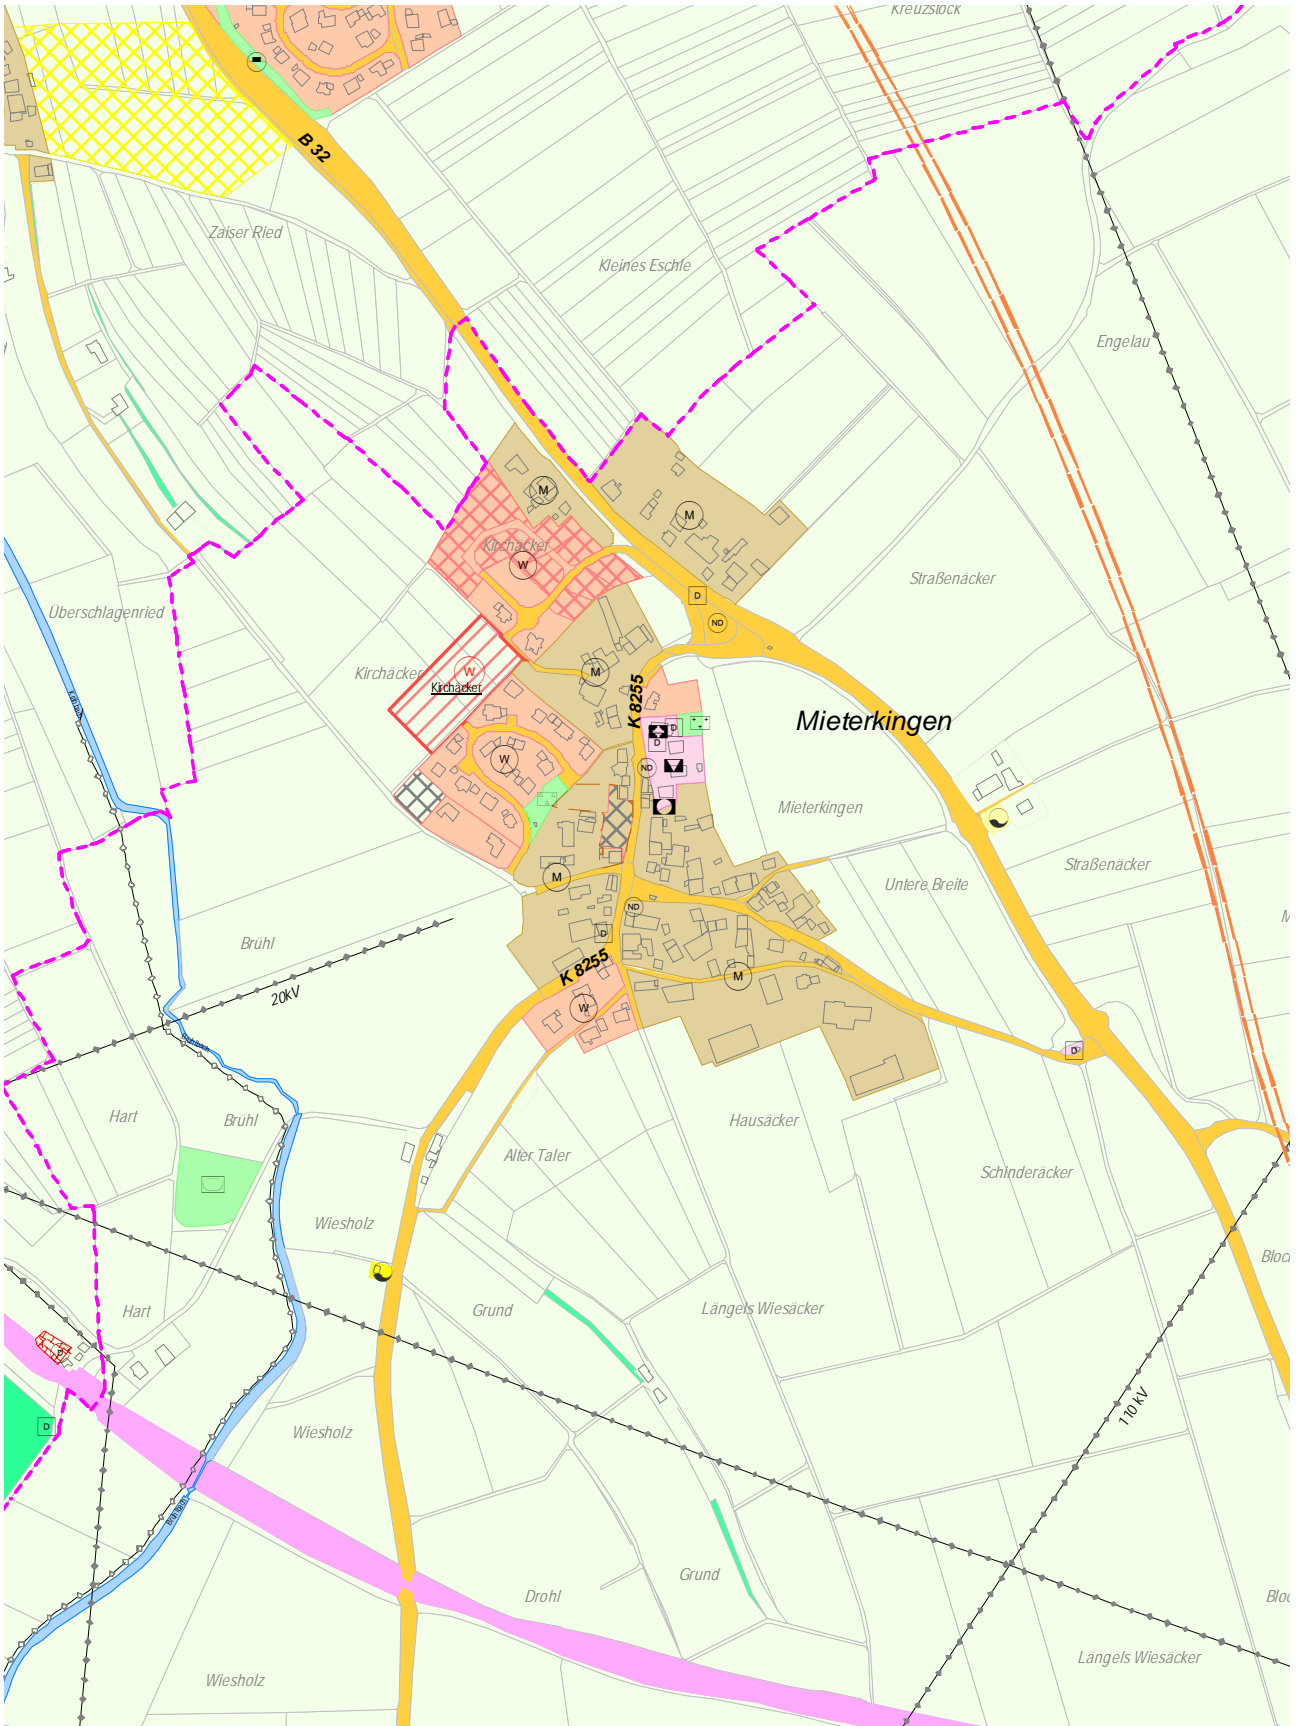 Kreuzstock
B 32
Zaiser Ried
Kleines Eschle
Engelau
M
M
Kirchäcker
W
Straßenäcker
D
ND
Überschlagenried
Kirchäcker
W
Kirchäcker
M
K 8255
Mieterkingen
D
D
W
ND
Mieterkingen
Straßenäcker
Untere Breite
M
ND
D
Brühl
K 8255
M
20kV
W
D
Hart
Brühl
Hausäcker
Alter Taler
Schinderäcker
Wiesholz
Hart
Grund
Längels Wiesäcker
D
D
Wiesholz
110 kV
Grund
Drohl
Längels Wiesäcker
Wiesholz